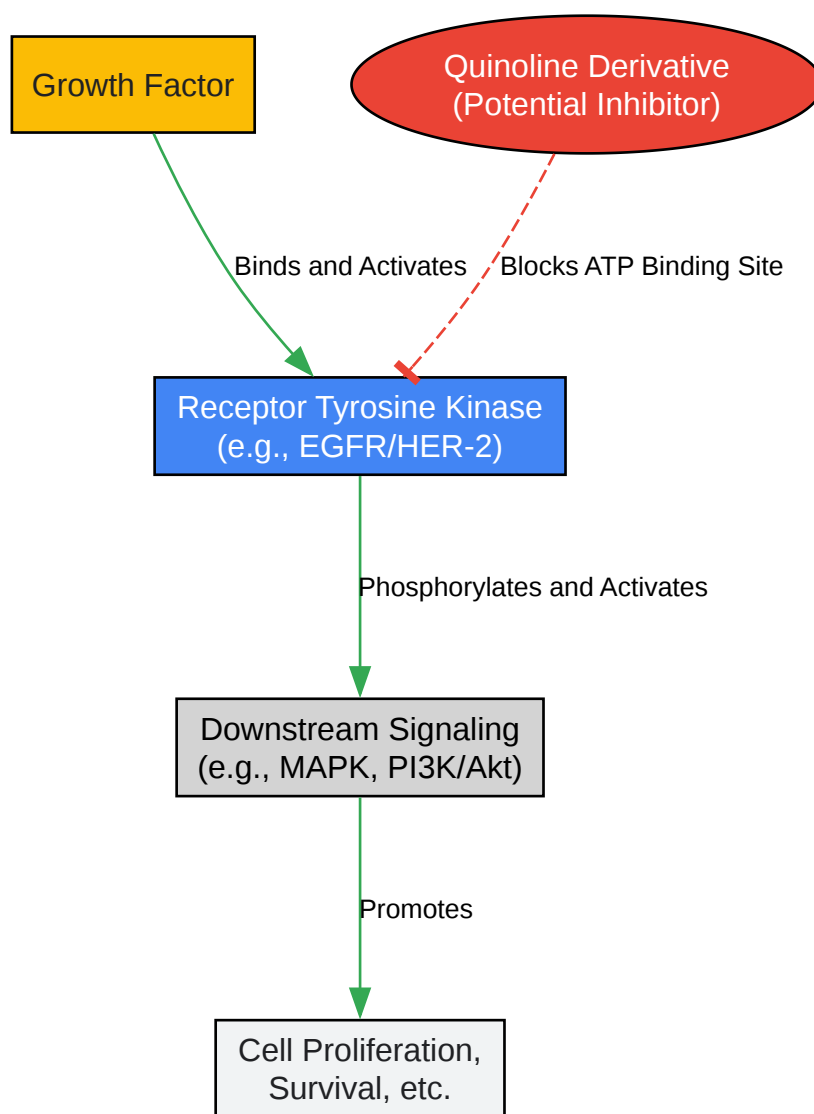 Growth Factor
Quinoline Derivative
(Potential Inhibitor)
Binds and Activates
Blocks ATP Binding Site
Receptor Tyrosine Kinase
(e.g., EGFR/HER-2)
Phosphorylates and Activates
Downstream Signaling
(e.g., MAPK, PI3K/Akt)
Promotes
Cell Proliferation,
Survival, etc.